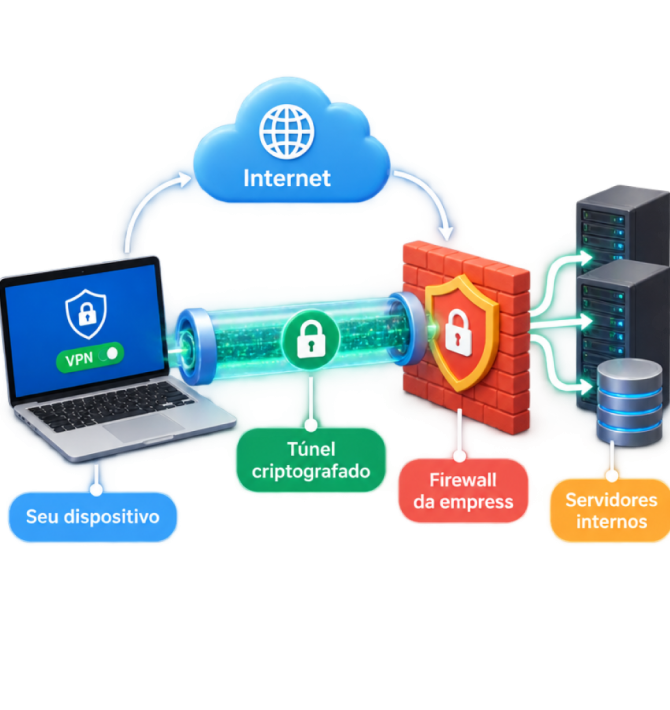 Internet
VPN
Túnel
criptografado
Seu dispositivo
Firewall
da empress
Servidores
internos